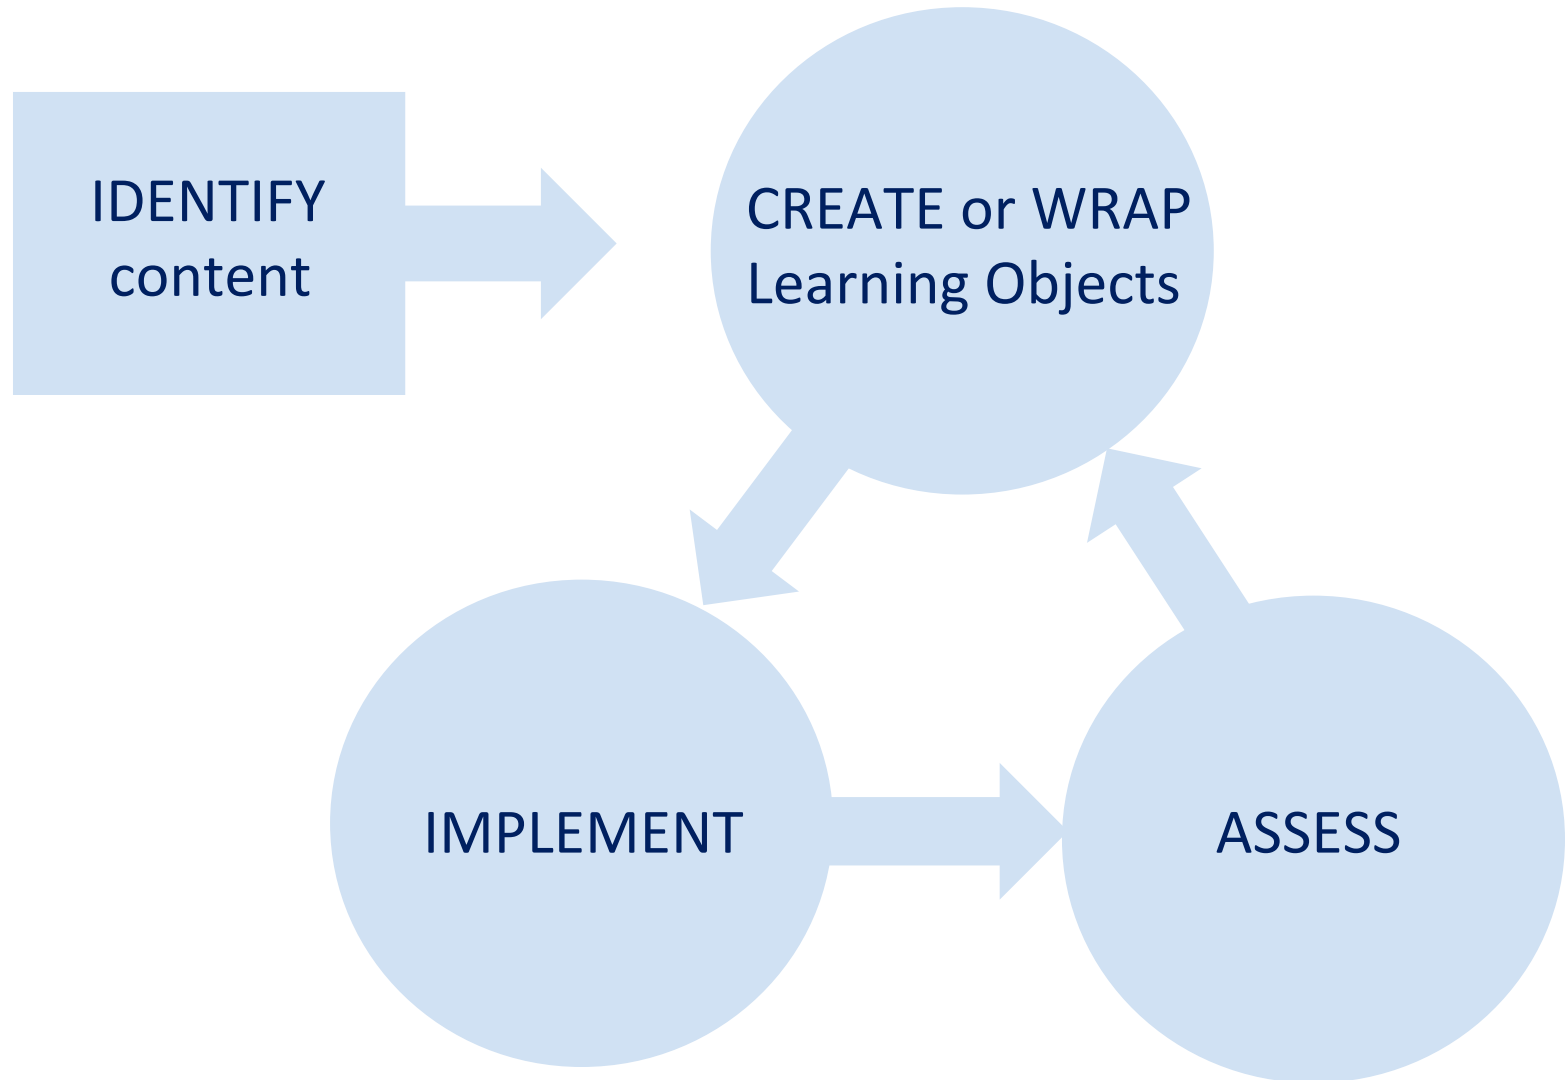 IDENTIFY
content
CREATE or WRAP
Learning Objects
IMPLEMENT
ASSESS